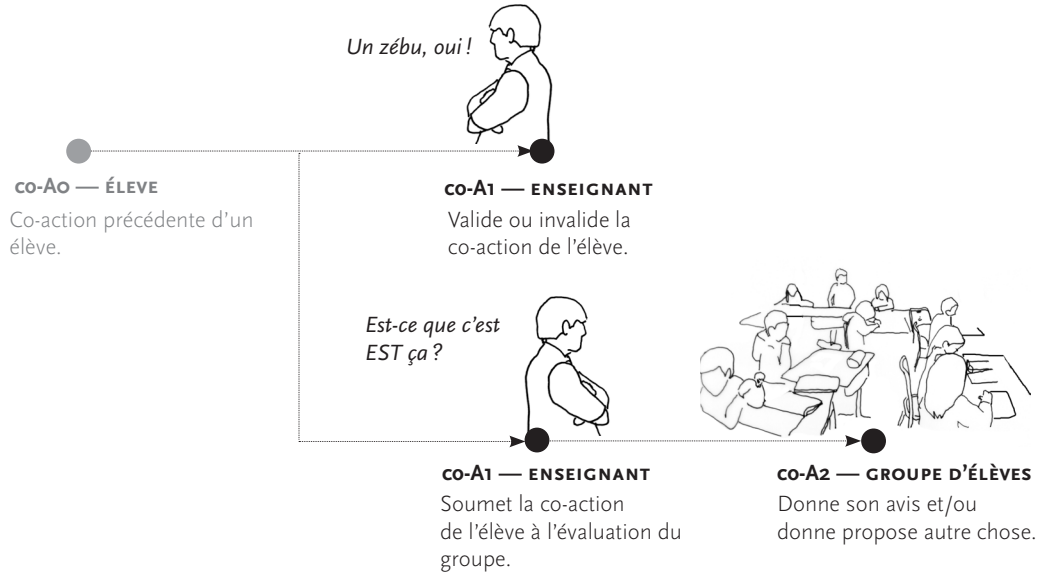 Un zébu, oui !
co-A0 — ÉLEVE
Co-action précédente d'un
élève.
co-A1 — ENSEIGNANT
Valide ou invalide la
co-action de l'élève.
Est-ce que c'est
EST ça ?
co-A1 — ENSEIGNANT
Soumet la co-action
de l'élève à l'évaluation du
groupe.
co-A2 — GROUPE D'ÉLÈVES
Donne son avis et/ou
donne propose autre chose.